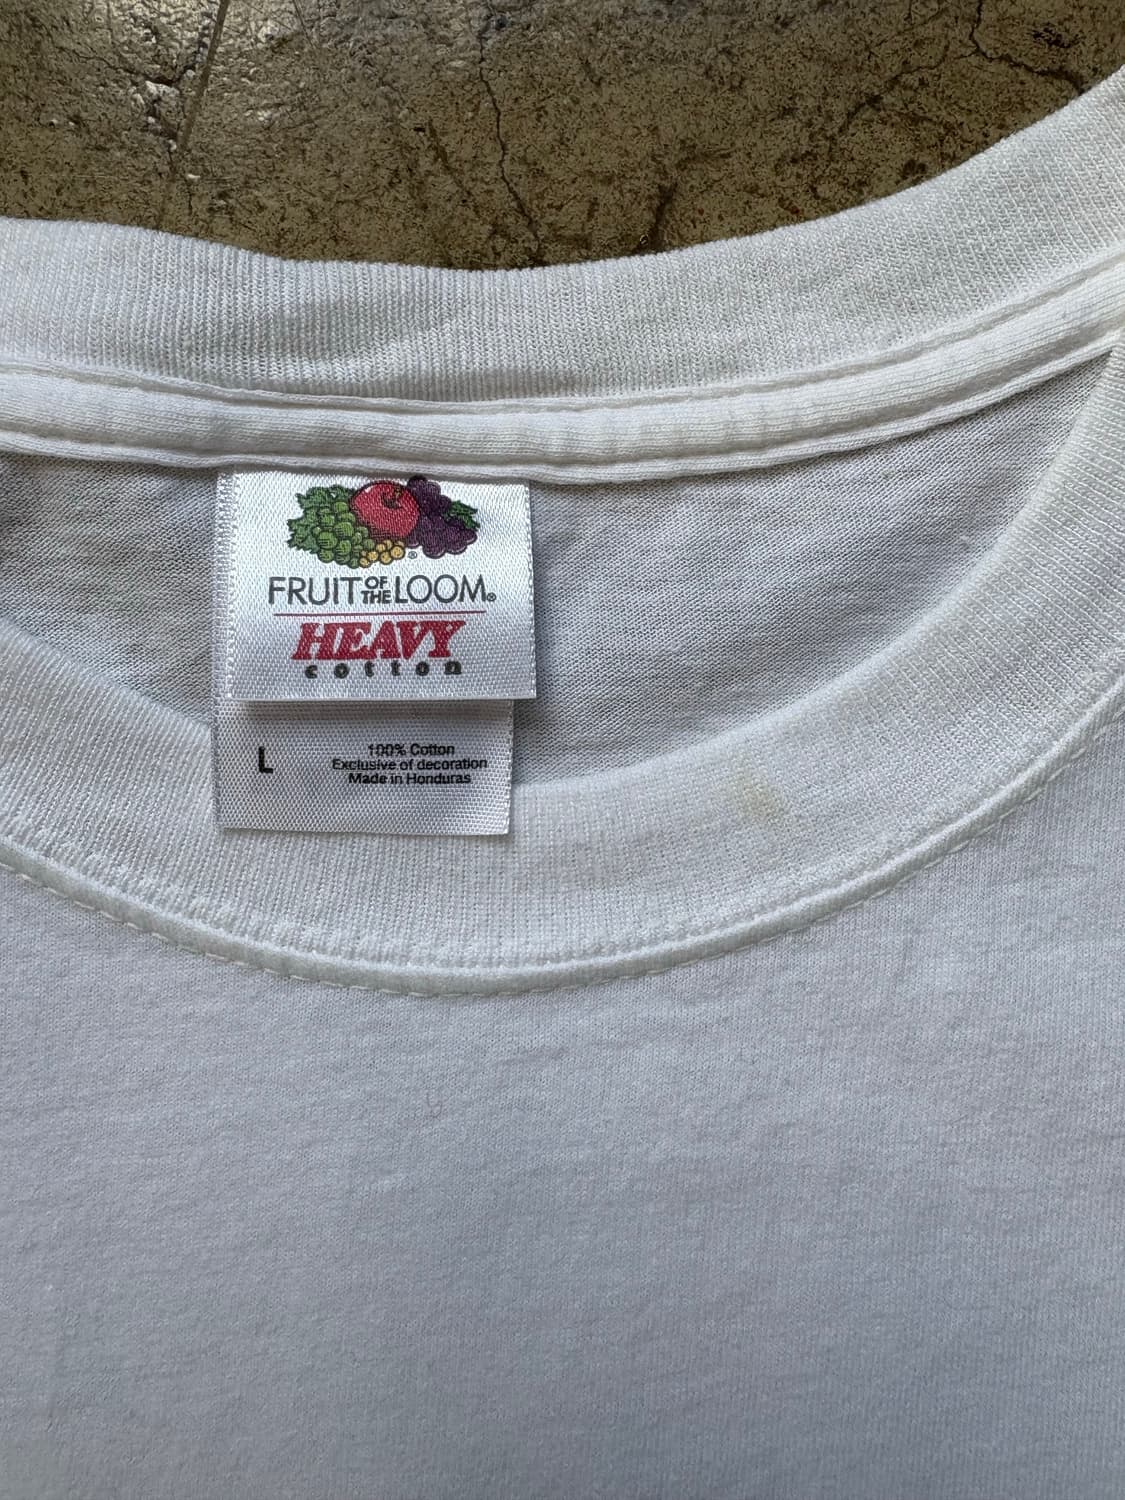 FRUIT OF THE LOOM®
HEAVY
cotton
L
100% Cotton
Exclusive of decoration
Made in Honduras